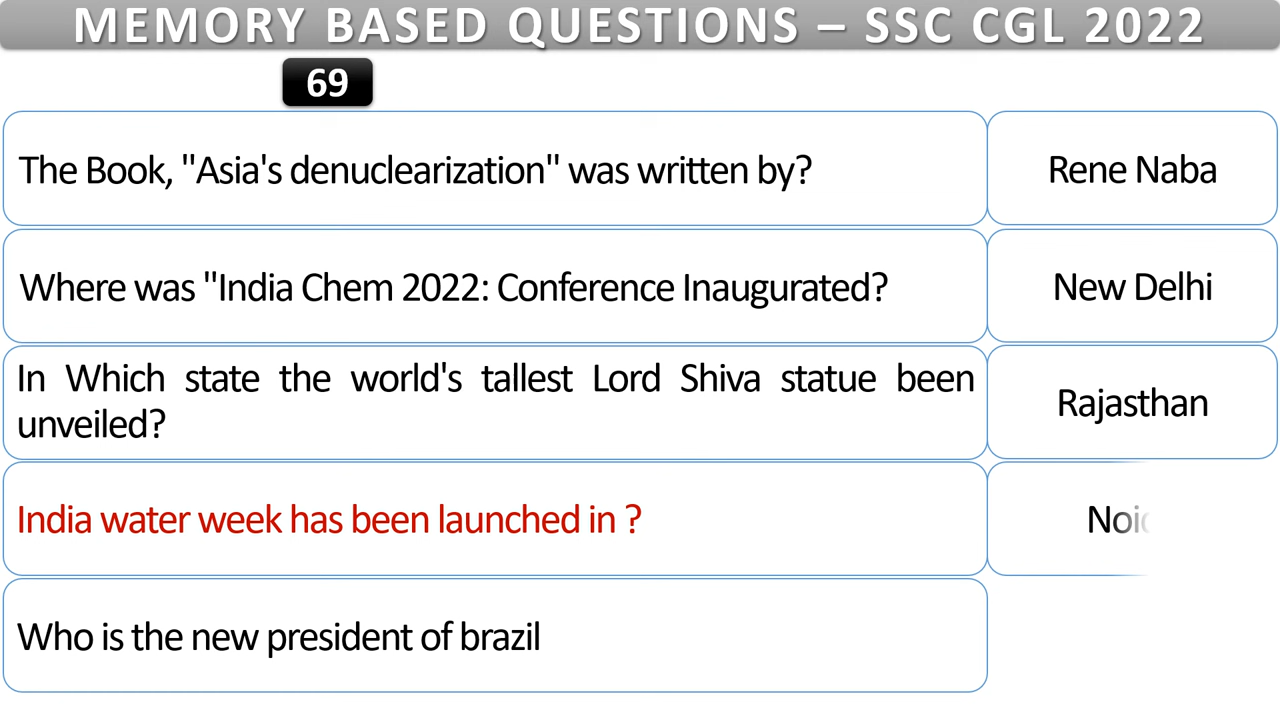 MEMORY BASED QUESTIONS – SSC CGL 2022
69
The Book, "Asia's denuclearization" was written by?
Rene Naba
Where was "India Chem 2022: Conference Inaugurated?
New Delhi
In Which state the world's tallest Lord Shiva statue been
unveiled?
Rajasthan
India water week has been launched in ?
Who is the new president of brazil